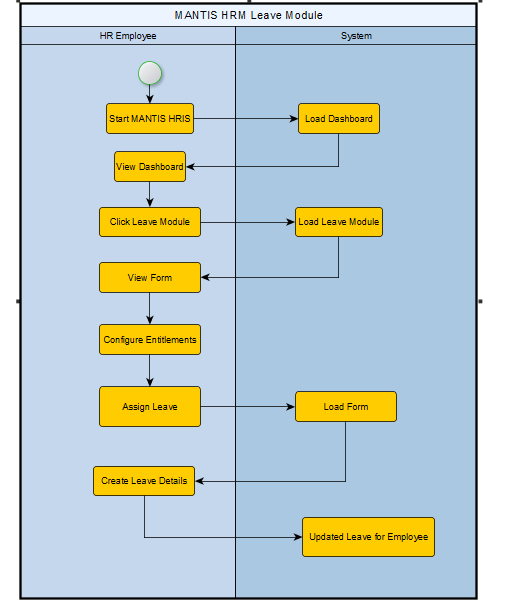 MANTIS HRM Leave Module
HR Employee
System
Start MANTIS HRIS
Load Dashboard
View Dashboard
Click Leave Module
Load Leave Module
View Form
Configure Entitlements
Assign Leave
Load Form
Create Leave Details
Updated Leave for Employee